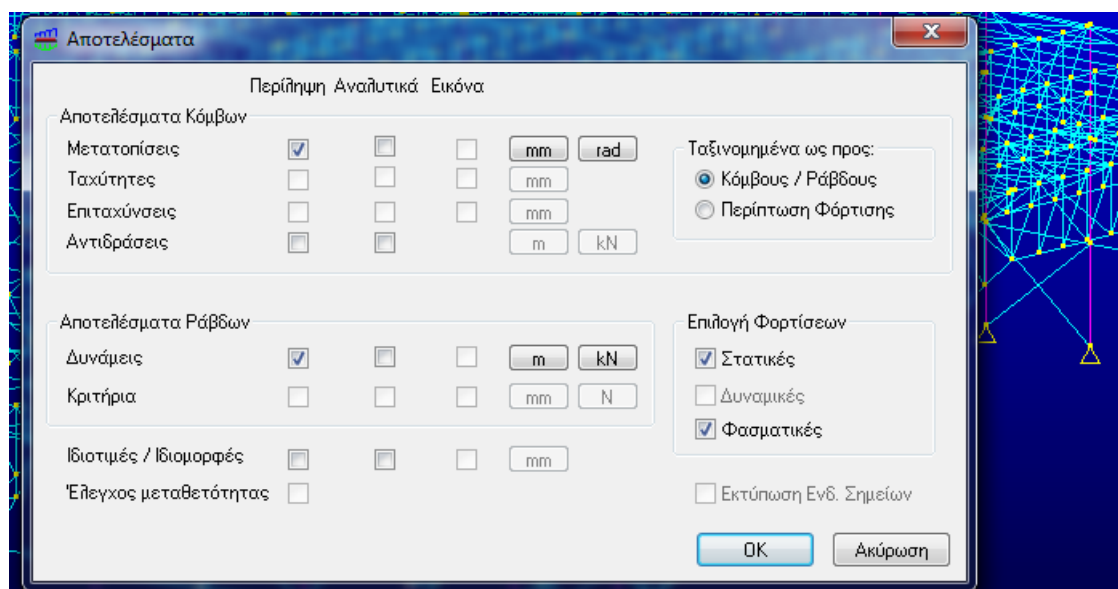 Αποτελέσματα
Περίληψη Αναλυτικά Εικόνα
Αποτελέσματα Κόμβων
Μετατοπίσεις mm rad
Ταχύτητες mm
Επιταχύνσεις mm
Αντιδράσεις m kN
Ταξινομημένα ως προς:
Κόμβους / Ράβδους
Περίπτωση Φόρτισης
Αποτελέσματα Ράβδων
Δυνάμεις m kN
Κριτήρια mm N
Επιλογή Φορτίσεων
Στατικές
Δυναμικές
Φασματικές
Ιδιοτιμές / Ιδιομορφές mm
Έλεγχος μεταθετότητας
Εκτύπωση Ενδ. Σημείων
OK Ακύρωση